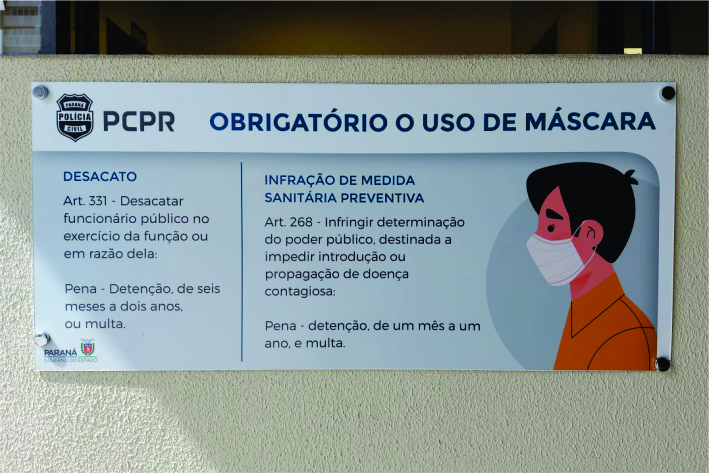 PARANÁ
POLÍCIA
CIVIL
PCPR
OBRIGATÓRIO O USO DE MÁSCARA
DESACATO
Art. 331 - Desacatar
funcionário público no
exercício da função ou
em razão dela:
Pena - Detenção, de seis
meses a dois anos,
ou multa.
INFRAÇÃO DE MEDIDA
SANITÁRIA PREVENTIVA
Art. 268 - Infringir determinação
do poder público, destinada a
impedir introdução ou
propagação de doença
contagiosa:
Pena - detenção, de um mês a um
ano, e multa.
PARANÁ
GOVERNO DO ESTADO